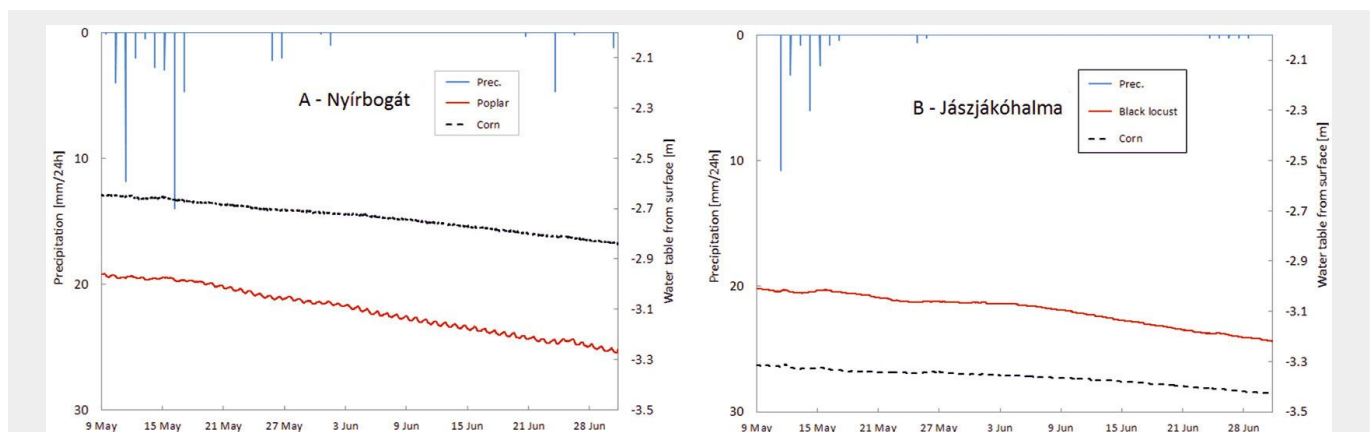 A - Nyírbogát
Prec.
Poplar
Corn
Precipitation [mm/24h]
0
10
20
30
Water table from surface [m]
-2.1
-2.3
-2.5
-2.7
-2.9
-3.1
-3.3
-3.5
9 May
15 May
21 May
27 May
3 Jun
9 Jun
15 Jun
21 Jun
28 Jun
B - Jászjákóhalma
Prec.
Black locust
Corn
Precipitation [mm/24h]
0
10
20
30
Water table from surface [m]
-2.1
-2.3
-2.5
-2.7
-2.9
-3.1
-3.3
-3.5
9 May
15 May
21 May
27 May
3 Jun
9 Jun
15 Jun
21 Jun
28 Jun